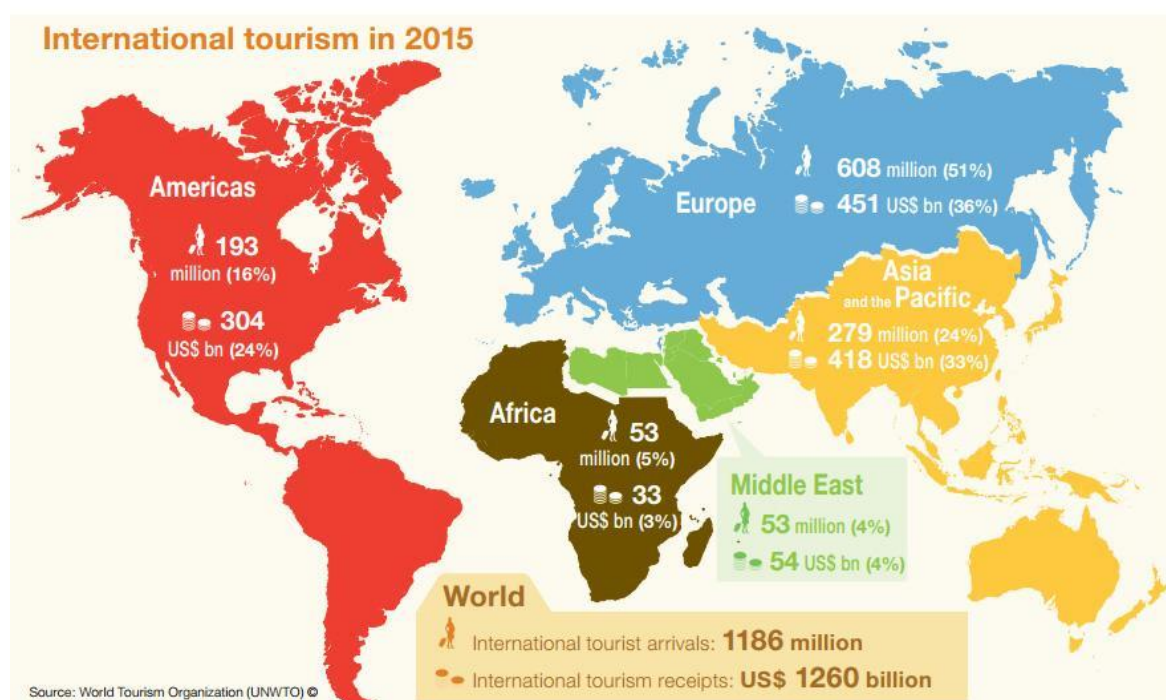 International tourism in 2015
Americas
193
million (16%)
304
US$ bn (24%)
Europe
608 million (51%)
451 US$ bn (36%)
Asia
and the Pacific
279 million (24%)
418 US$ bn (33%)
Africa
53
million (5%)
33
US$ bn (3%)
Middle East
53 million (4%)
54 US$ bn (4%)
World
International tourist arrivals: 1186 million
International tourism receipts: US$ 1260 billion
Source: World Tourism Organization (UNWTO) ©